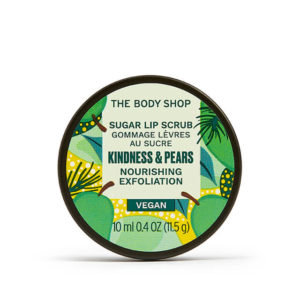 THE BODY SHOP
SUGAR LIP SCRUB
GOMMAGE LÈVRES
AU SUCRE
KINDNESS & PEARS
NOURISHING
EXFOLIATION
VEGAN
10 ml 0.4 OZ (11.5 g)